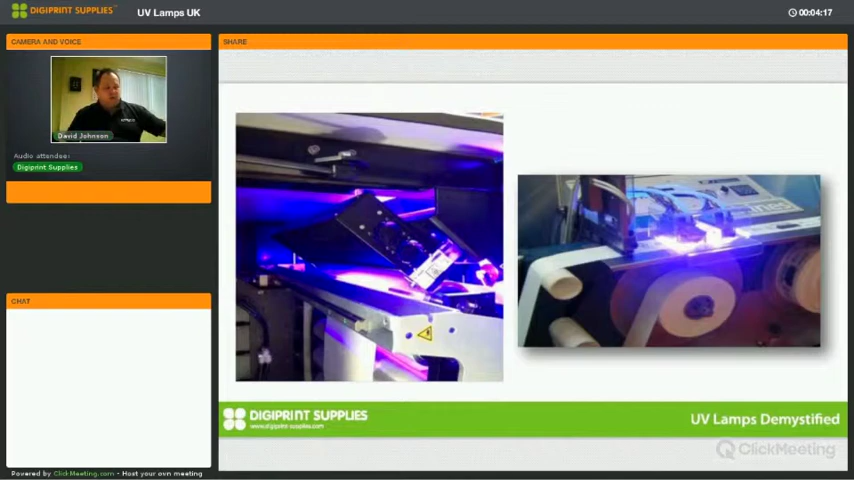 DIGIPRINT SUPPLIES™
UV Lamps UK
00:04:17
CAMERA AND VOICE
David Johnson
Audio attendee:
Digiprint Supplies
CHAT
Powered by ClickMeeting.com - Host your own meeting
SHARE
DIGIPRINT SUPPLIES
www.digiprint-supplies.com
UV Lamps Demystified
ClickMeeting